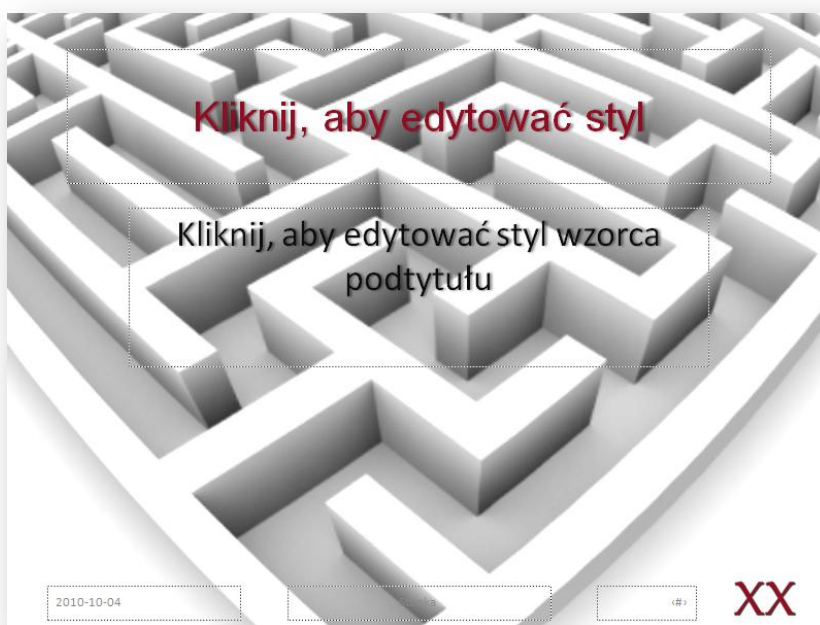 Kliknij, aby edytować styl
Kliknij, aby edytować styl wzorca
podtytułu
2010-10-04
‹#›
XX